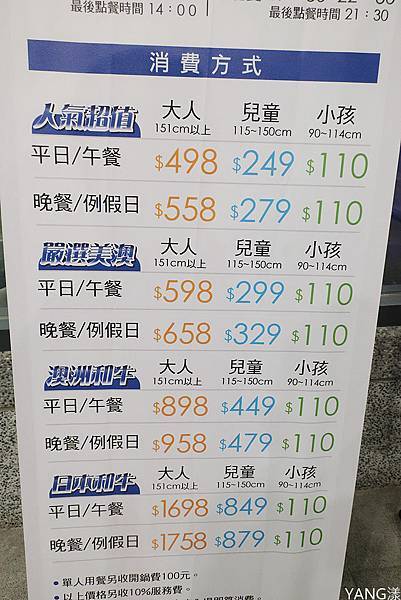 最後點餐時間 14:00
最後點餐時間 21:30
消費方式
人氣超值 大人 兒童 小孩
151cm以上 115~150cm 90~114cm
平日/午餐 $498 $249 $110
晚餐/例假日 $558 $279 $110
嚴選美澳 大人 兒童 小孩
151cm以上 115~150cm 90~114cm
平日/午餐 $598 $299 $110
晚餐/例假日 $658 $329 $110
澳洲和牛 大人 兒童 小孩
151cm以上 115~150cm 90~114cm
平日/午餐 $898 $449 $110
晚餐/例假日 $958 $479 $110
日本和牛 大人 兒童 小孩
151cm以上 115~150cm 90~114cm
平日/午餐 $1698 $849 $110
晚餐/例假日 $1758 $879 $110
• 單人用餐另收開鍋費100元。
• 以上價格另收10%服務費。
YANG漾